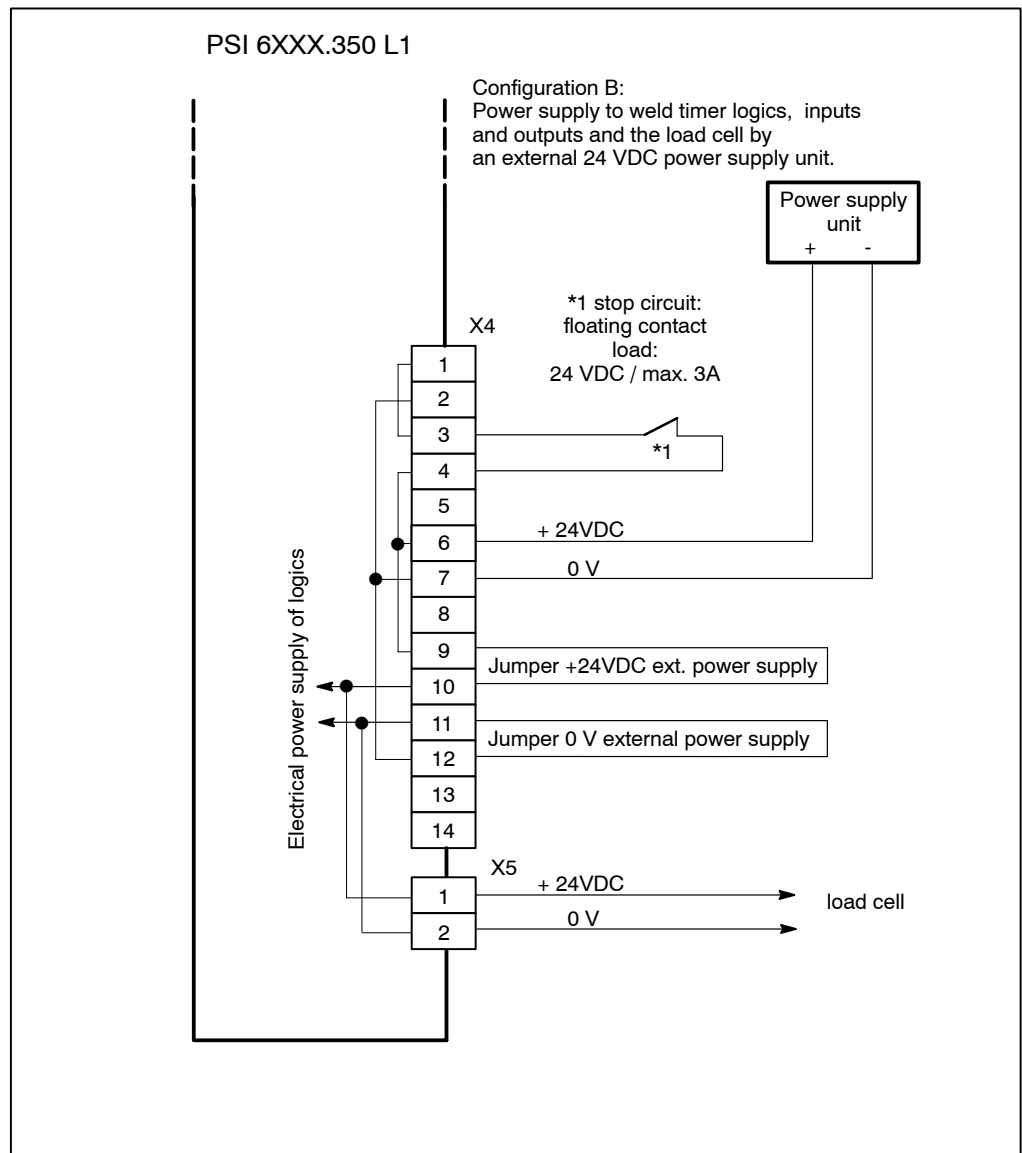 PSI 6XXX.350 L1
Configuration B:
Power supply to weld timer logics, inputs
and outputs and the load cell by
an external 24 VDC power supply unit.
Power supply
unit
+ -
*1 stop circuit:
floating contact
load:
24 VDC / max. 3A
X4
1
2
3
*1
4
5
6
+ 24VDC
7
0 V
8
9
Jumper +24VDC ext. power supply
10
11
Jumper 0 V external power supply
12
13
14
Electrical power supply of logics
X5
1
+ 24VDC
load cell
2
0 V